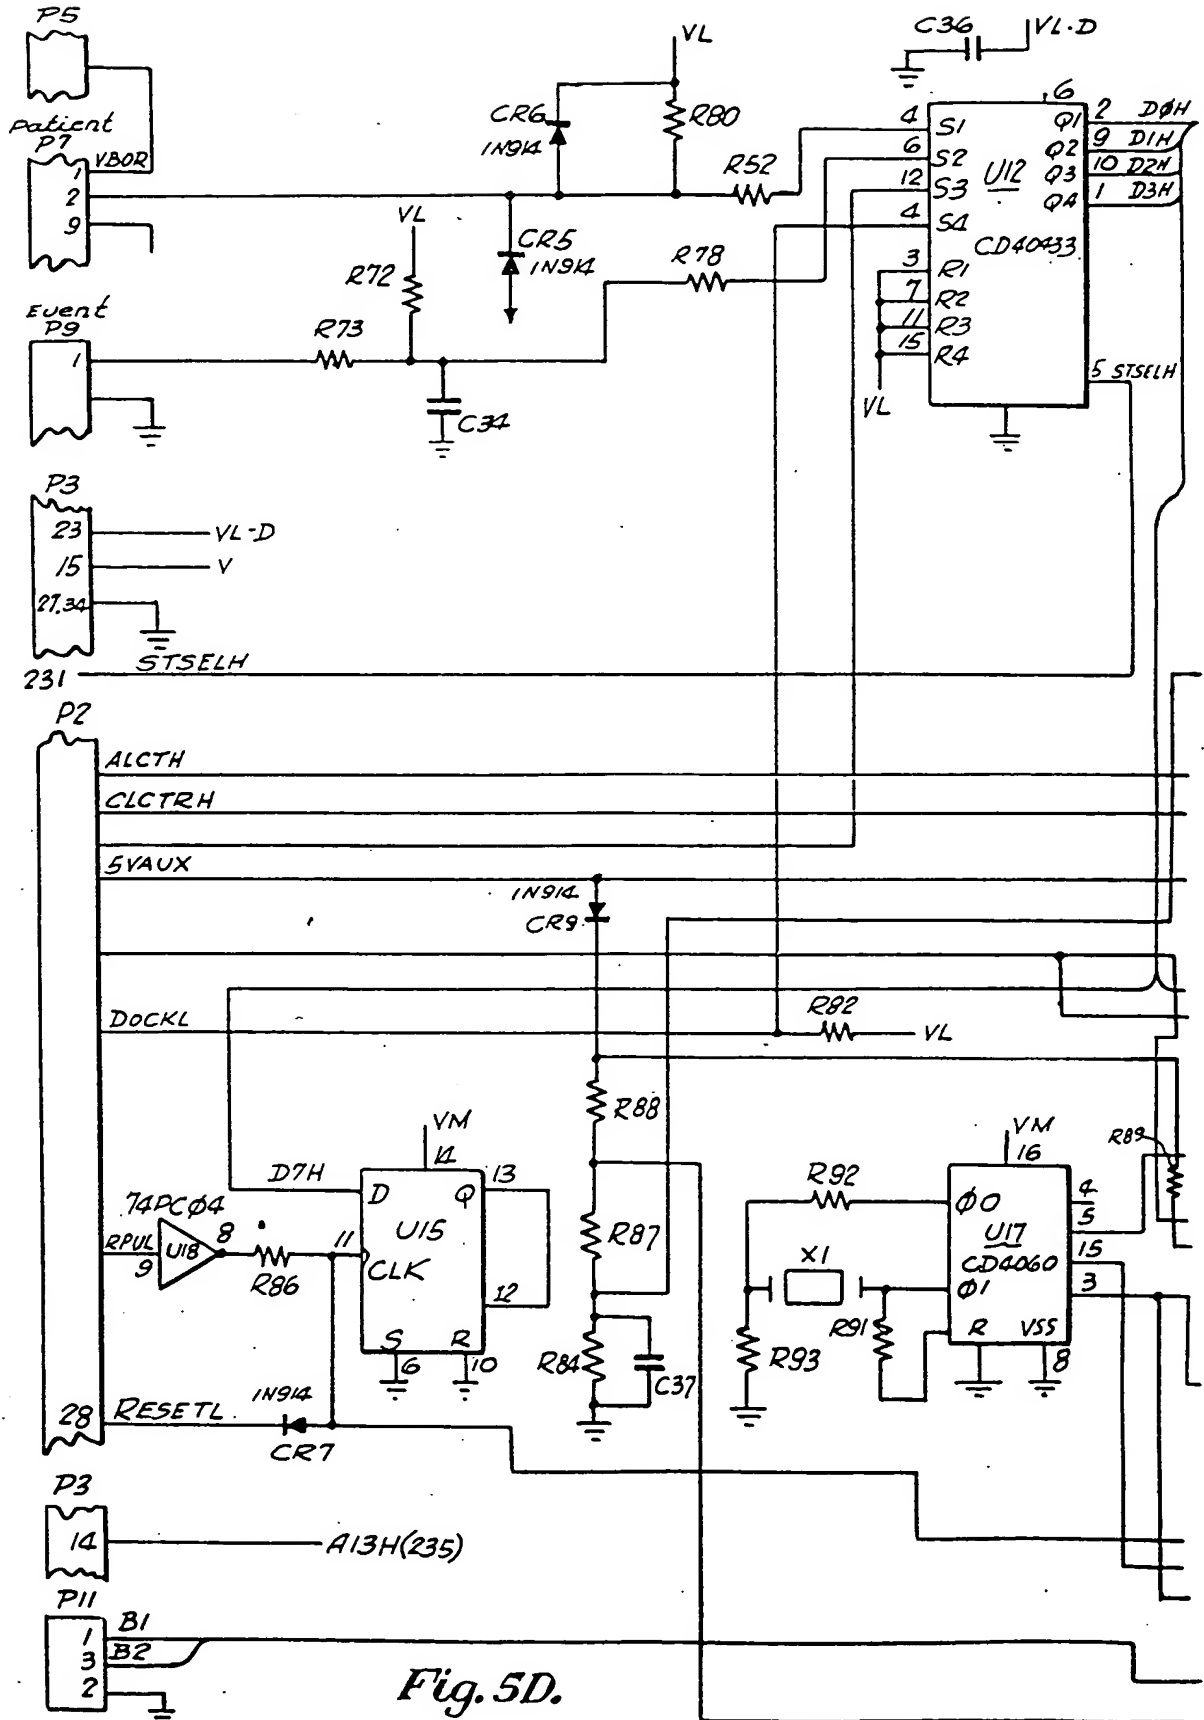 P5
C36
VL·D
VL
Patient
P7
VBOR
1
2
9
CR6
1N914
R80
R52
CR5
1N914
VL
R72
R78
4
6
12
4
3
7
11
15
S1
S2
S3
S4
R1
R2
R3
R4
VL
6
U12
CD40433
Q1
Q2
Q3
Q4
2
9
10
1
DØH
D1H
D2H
D3H
5 STSELH
Event
P9
1
R73
C34
P3
23
VL-D
15
V
27.34
STSELH
231
P2
ALCTH
CLCTRH
5VAUX
1N914
CR9
DOCKL
R82
VL
R88
VM
14
D7H
D
Q
13
U15
74PCØ4
RPUL
9
U18
8
R86
11
CLK
12
S
R
6
10
R87
R84
C37
R92
X1
R91
R93
VM
16
ϕ0
U17
CD4060
ϕ1
R
VSS
8
4
5
15
3
R89
28
RESETL
1N914
CR7
P3
14
A13H(235)
P11
1
B1
3
B2
2
Fig. 5D.